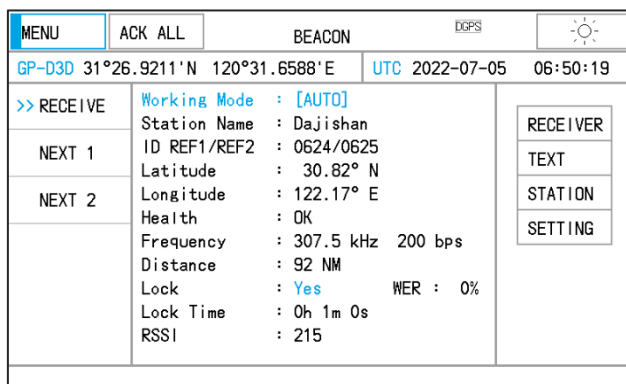 MENU ACK ALL BEACON DGPS
GP-D3D 31°26.9211'N 120°31.6588'E UTC 2022-07-05 06:50:19
>> RECEIVE
NEXT 1
NEXT 2
Working Mode : [AUTO]
Station Name : Dajishan
ID REF1/REF2 : 0624/0625
Latitude : 30.82° N
Longitude : 122.17° E
Health : OK
Frequency : 307.5 kHz 200 bps
Distance : 92 NM
Lock : Yes WER : 0%
Lock Time : 0h 1m 0s
RSSI : 215
RECEIVER
TEXT
STATION
SETTING